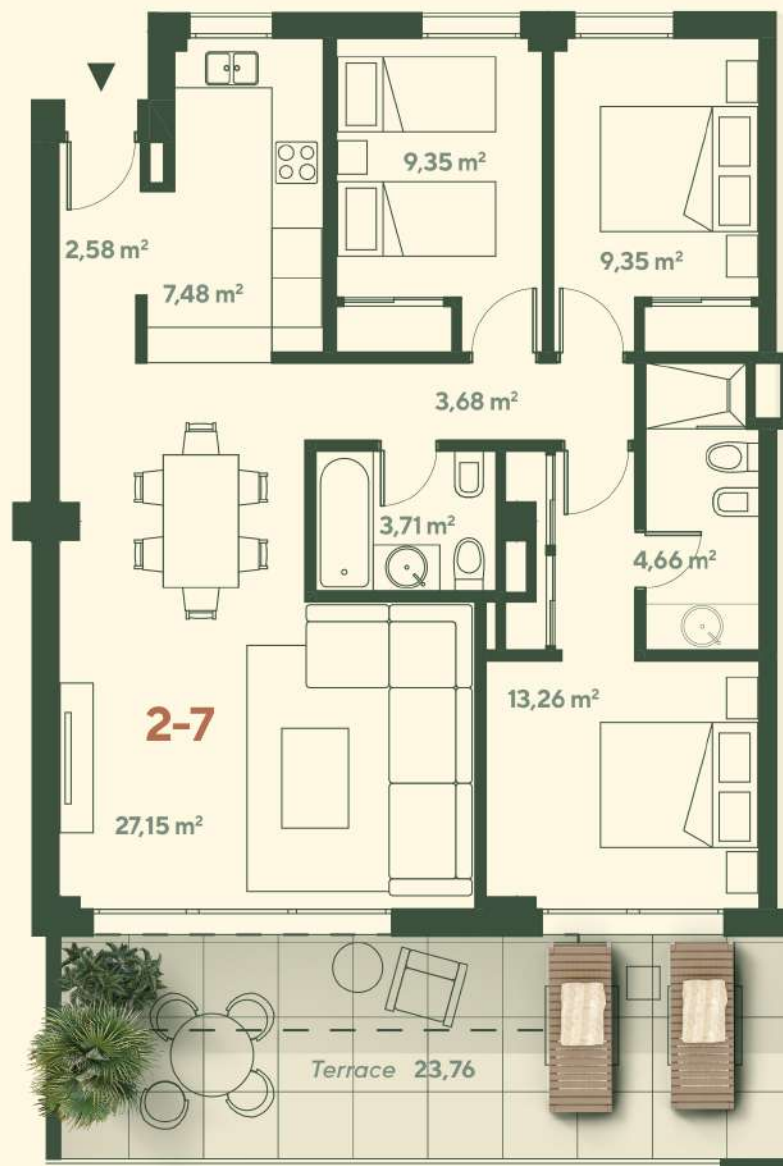 9,35 m²
2,58 m²
9,35 m²
7,48 m²
3,68 m²
3,71 m²
4,66 m²
13,26 m²
2-7
27,15 m²
Terrace 23,76